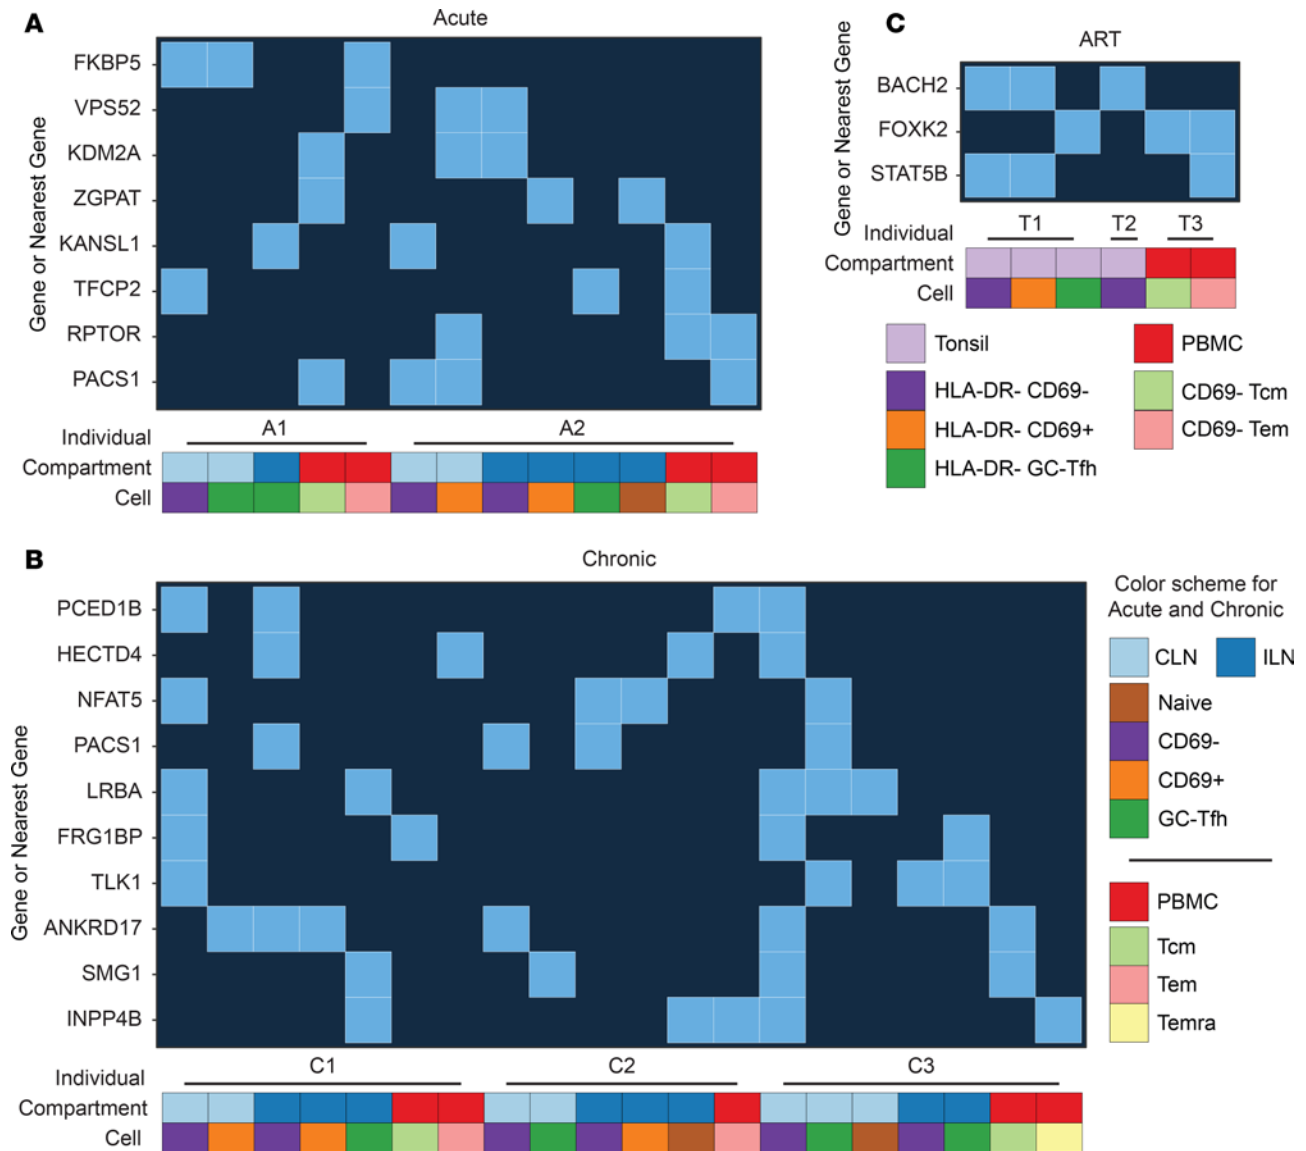 A
Acute
Gene or Nearest Gene
FKBP5
VPS52
KDM2A
ZGPAT
KANSL1
TFCP2
RPTOR
PACS1
Individual
A1
A2
Compartment
Cell
C
ART
Gene or Nearest Gene
BACH2
FOXK2
STAT5B
Individual
T1
T2
T3
Compartment
Cell
Tonsil
PBMC
HLA-DR- CD69-
CD69- Tcm
HLA-DR- CD69+
CD69- Tem
HLA-DR- GC-Tfh
B
Chronic
Gene or Nearest Gene
PCED1B
HECTD4
NFAT5
PACS1
LRBA
FRG1BP
TLK1
ANKRD17
SMG1
INPP4B
Individual
C1
C2
C3
Compartment
Cell
Color scheme for
Acute and Chronic
CLN
ILN
Naive
CD69-
CD69+
GC-Tfh
PBMC
Tcm
Tem
Temra